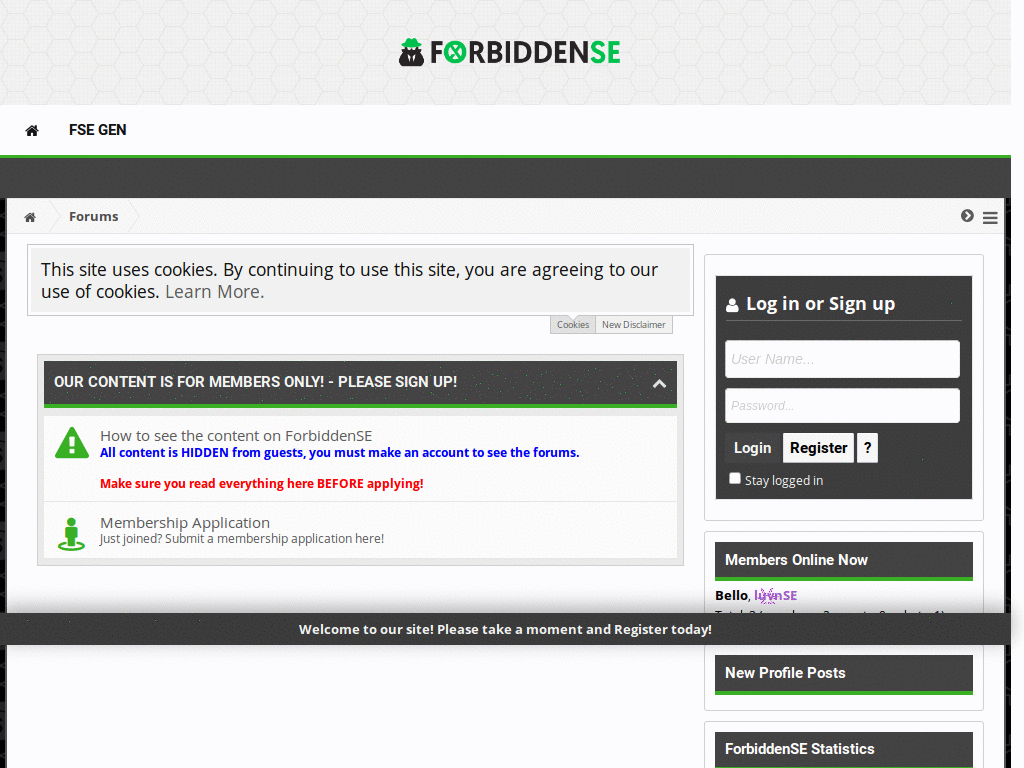 FORBIDDENSE
FSE GEN
Forums
This site uses cookies. By continuing to use this site, you are agreeing to our
use of cookies. Learn More.
Cookies
New Disclaimer
OUR CONTENT IS FOR MEMBERS ONLY! - PLEASE SIGN UP!
How to see the content on ForbiddenSE
All content is HIDDEN from guests, you must make an account to see the forums.
Make sure you read everything here BEFORE applying!
Membership Application
Just joined? Submit a membership application here!
Log in or Sign up
User Name...
Password...
Login
Register
?
Stay logged in
Members Online Now
Bello,
Welcome to our site! Please take a moment and Register today!
New Profile Posts
ForbiddenSE Statistics